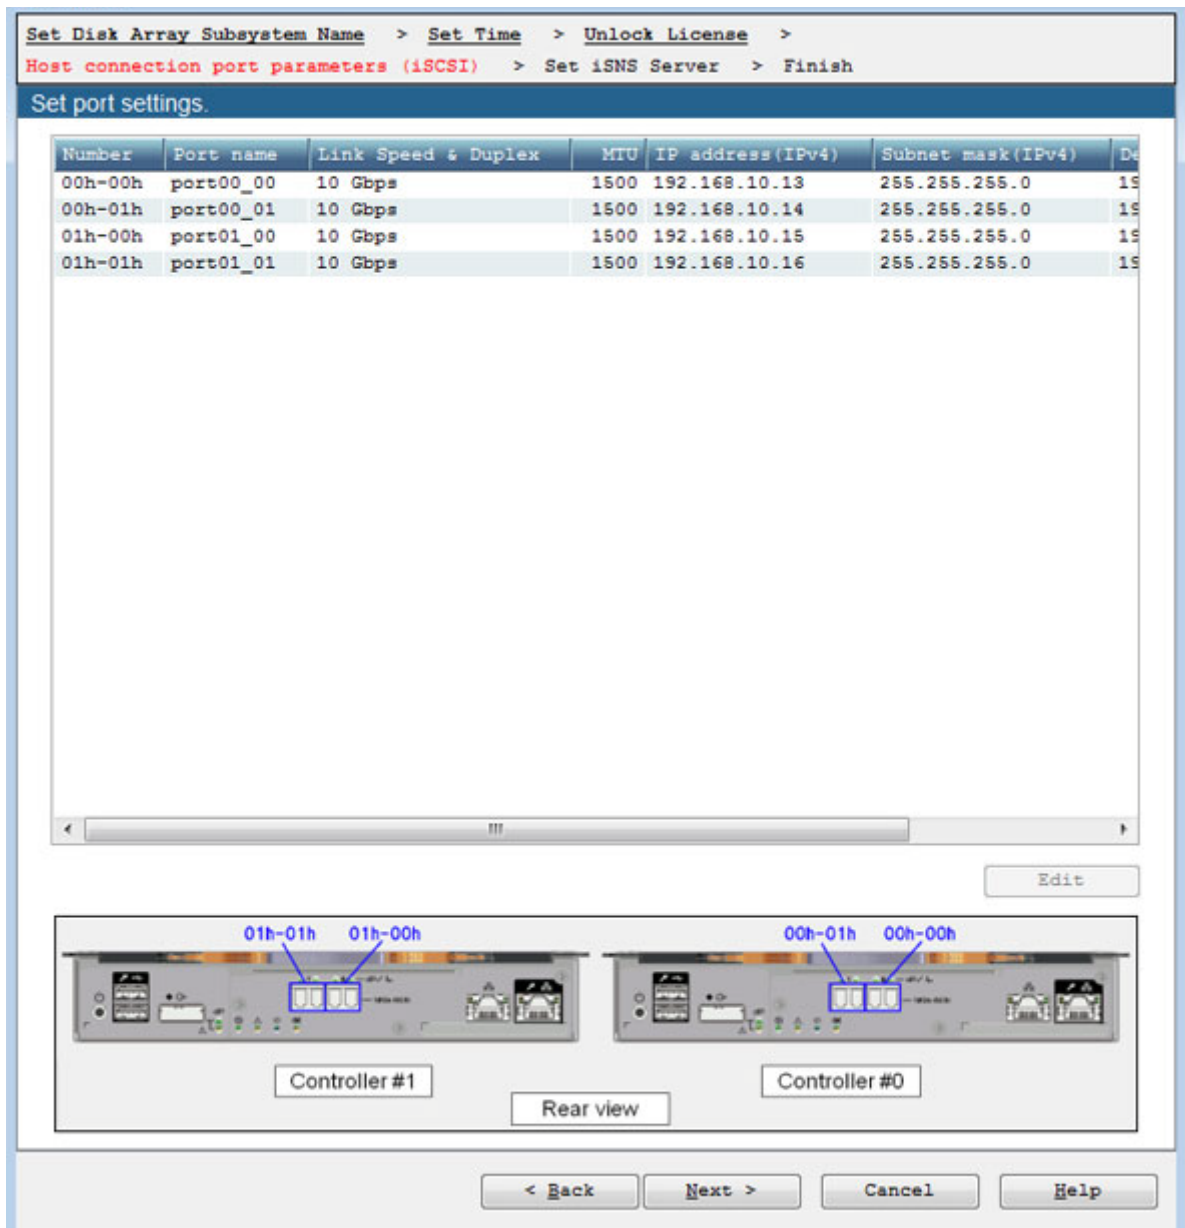 Set Disk Array Subsystem Name > Set Time > Unlock License >
Host connection port parameters (iSCSI) > Set iSNS Server > Finish
Set port settings.
Number Port name Link Speed & Duplex MTU IP address(IPv4) Subnet mask(IPv4) De
00h-00h port00_00 10 Gbps 1500 192.168.10.13 255.255.255.0 19
00h-01h port00_01 10 Gbps 1500 192.168.10.14 255.255.255.0 19
01h-00h port01_00 10 Gbps 1500 192.168.10.15 255.255.255.0 19
01h-01h port01_01 10 Gbps 1500 192.168.10.16 255.255.255.0 19
Edit
01h-01h 01h-00h 00h-01h 00h-00h
Controller #1 Controller #0
Rear view
< Back Next > Cancel Help